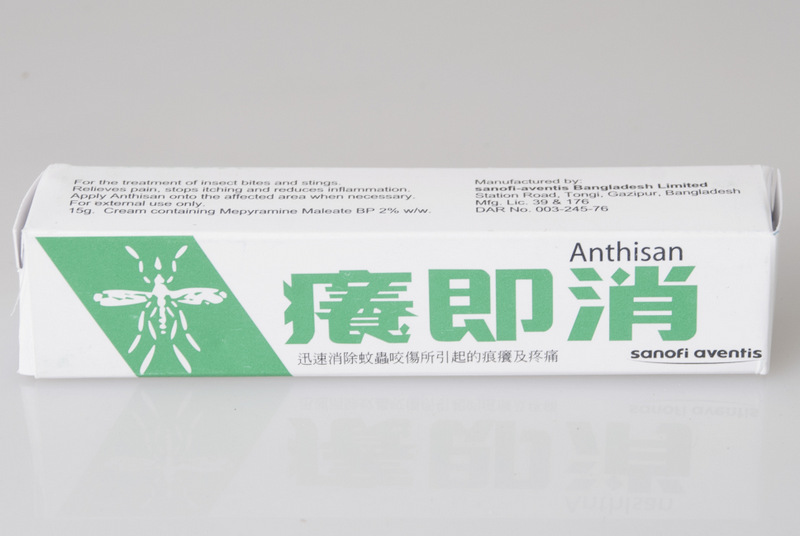 For the treatment of insect bites and stings.
Relieves pain, stops itching and reduces inflammation.
Apply Anthisan onto the affected area when necessary.
For external use only.
15g. Cream containing Mepyramine Maleate BP 2% w/w.
Manufactured by:
sanofi-aventis Bangladesh Limited
Station Road, Tongi, Gazipur, Bangladesh
Mfg. Lic. 39 & 176
DAR No. 003-245-76
Anthisan
癢即消
迅速消除蚊蟲咬傷所引起的痕癢及疼痛
sanofi aventis